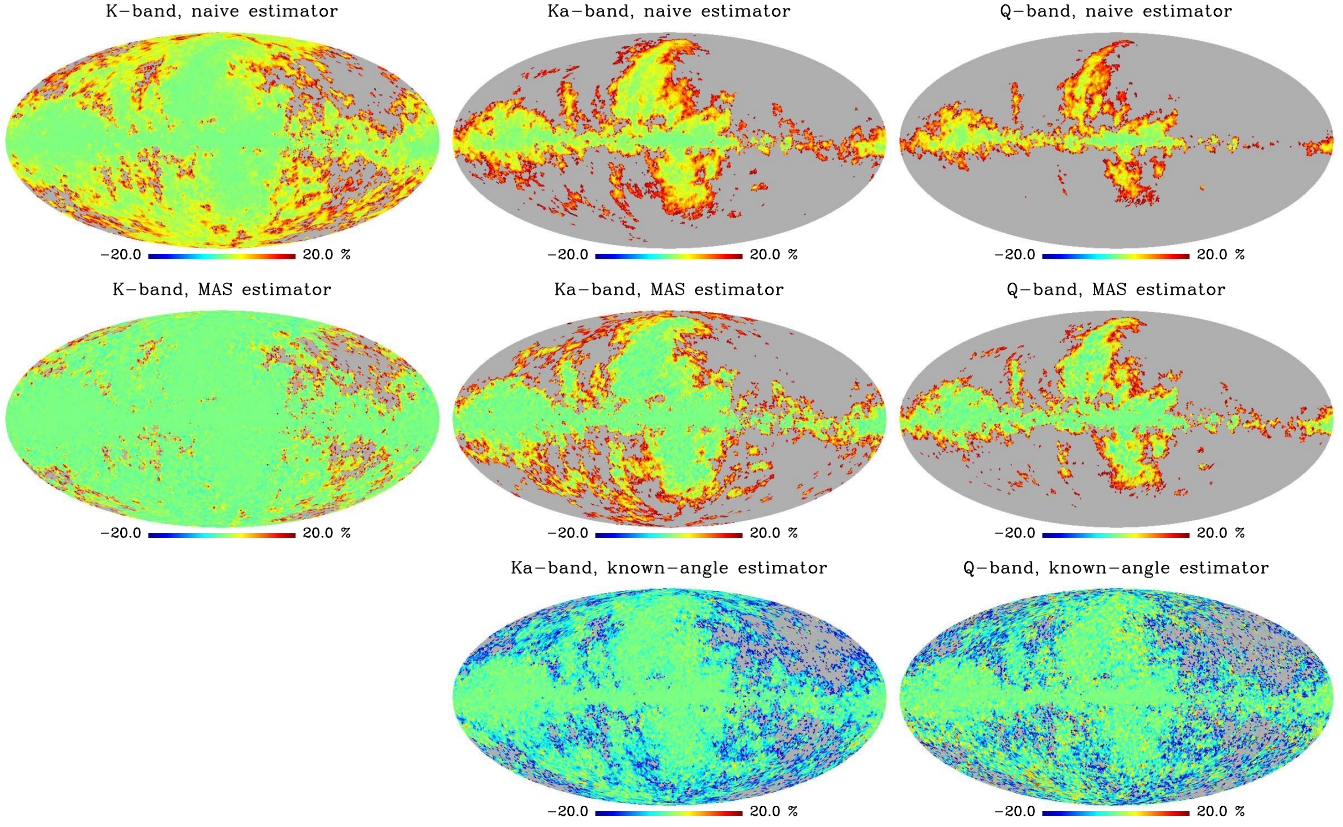 K-band, naive estimator
Ka-band, naive estimator
Q-band, naive estimator
-20.0 20.0 %
-20.0 20.0 %
-20.0 20.0 %
K-band, MAS estimator
Ka-band, MAS estimator
Q-band, MAS estimator
-20.0 20.0 %
-20.0 20.0 %
-20.0 20.0 %
Ka-band, known-angle estimator
Q-band, known-angle estimator
-20.0 20.0 %
-20.0 20.0 %